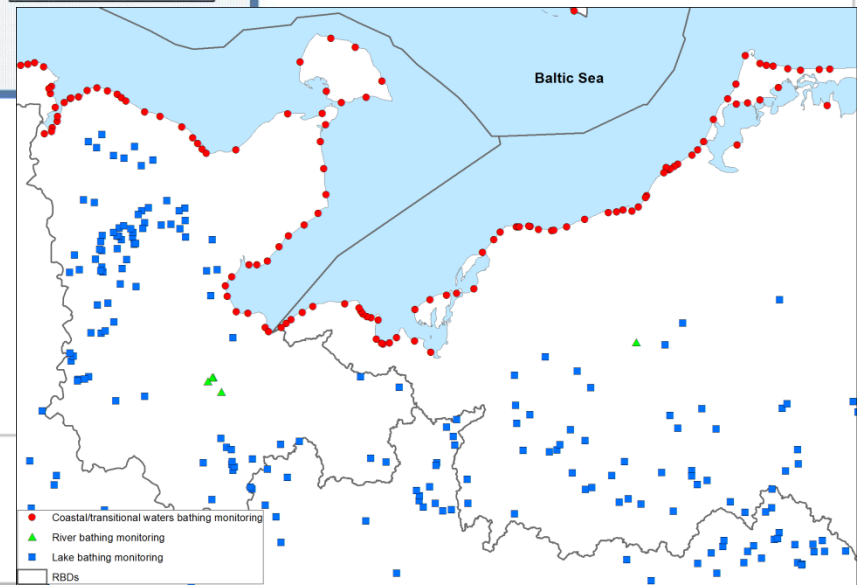 Baltic Sea
Coastal/transitional waters bathing monitoring
River bathing monitoring
Lake bathing monitoring
RBDs